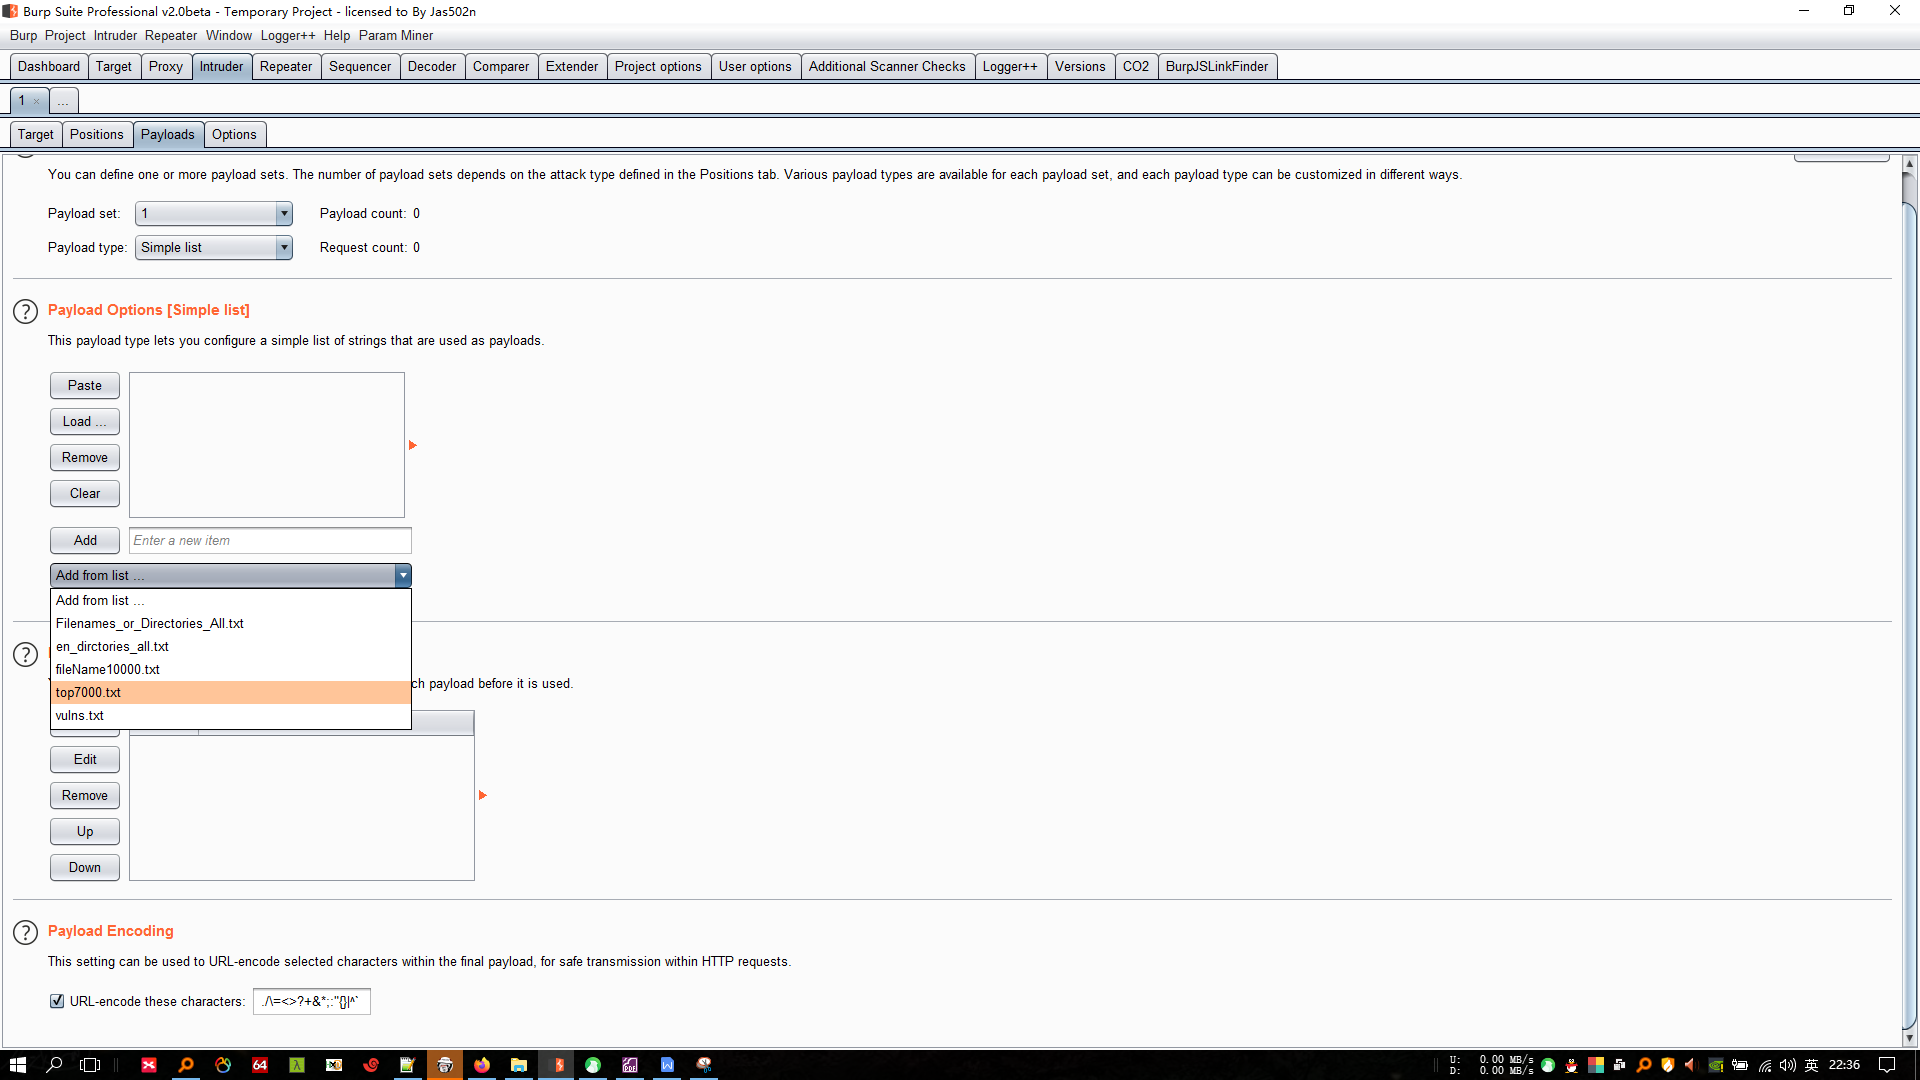 Burp Suite Professional v2.0beta - Temporary Project - licensed to By Jas502n
Burp Project Intruder Repeater Window Logger++ Help Param Miner
Dashboard Target Proxy Intruder Repeater Sequencer Decoder Comparer Extender Project options User options Additional Scanner Checks Logger++ Versions CO2 BurpJSLinkFinder
1 × ...
Target Positions Payloads Options
You can define one or more payload sets. The number of payload sets depends on the attack type defined in the Positions tab. Various payload types are available for each payload set, and each payload type can be customized in different ways.
Payload set: 1 Payload count: 0
Payload type: Simple list Request count: 0
Payload Options [Simple list]
This payload type lets you configure a simple list of strings that are used as payloads.
Paste
Load ...
Remove
Clear
Add Enter a new item
Add from list ...
Add from list ...
Filenames_or_Directories_All.txt
en_dirctories_all.txt
fileName10000.txt
top7000.txt
vulns.txt
ch payload before it is used.
Edit
Remove
Up
Down
Payload Encoding
This setting can be used to URL-encode selected characters within the final payload, for safe transmission within HTTP requests.
URL-encode these characters: ./\=<>?+&*;:"{}|^`
64 U: 0.00 MB/s
D: 0.00 MB/s
英 22:36